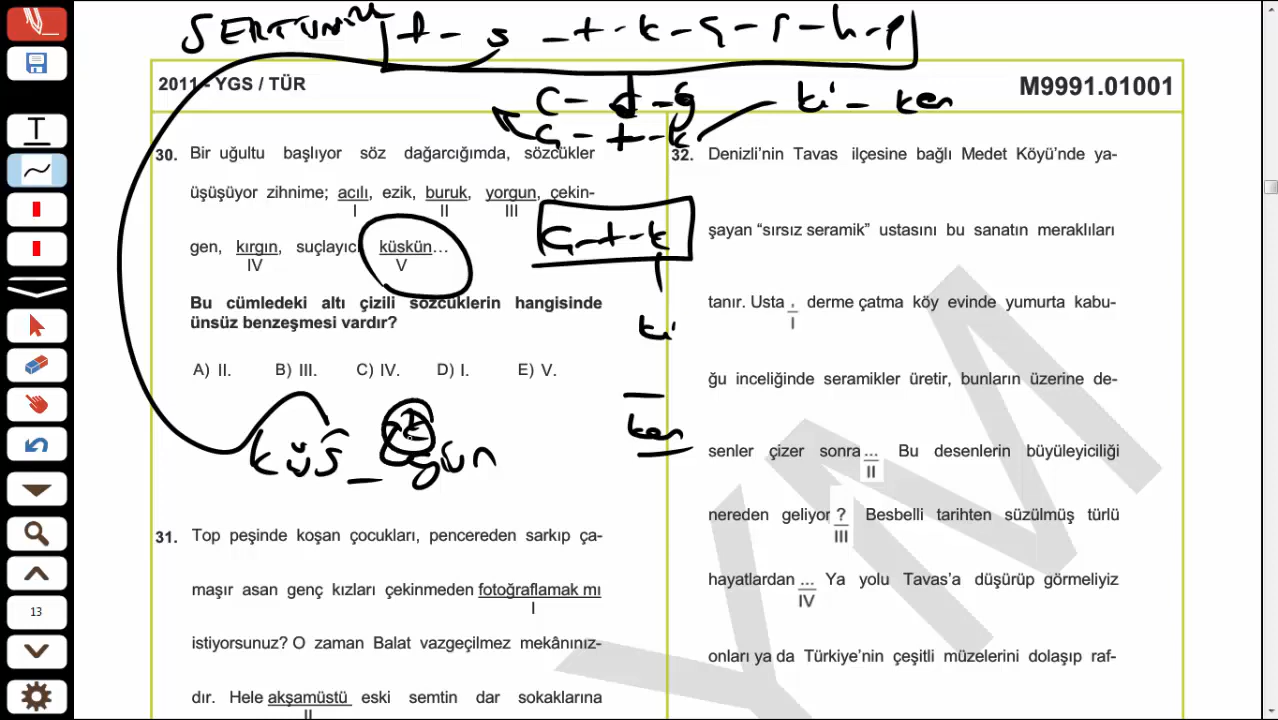 SERTÜNSÜZ f - s - t - k - ç - ş - h - p
2011 - YGS / TÜR
M9991.01001
c - d - g
ç - t - k
ki - ken
30. Bir uğultu başlıyor söz dağarcığımda, sözcükler
üşüşüyor zihnime; acılı, ezik, buruk, yorgun, çekin-
I II III
gen, kırgın, suçlayıcı, küskün...
IV V
Bu cümledeki altı çizili sözcüklerin hangisinde
ünsüz benzeşmesi vardır?
A) II. B) III. C) IV. D) I. E) V.
ç - t - k
ki
ken
küs _ gün
31. Top peşinde koşan çocukları, pencereden sarkıp ça-
maşır asan genç kızları çekinmeden fotoğraflamak mı
I
istiyorsunuz? O zaman Balat vazgeçilmez mekânınız-
dır. Hele akşamüstü eski semtin dar sokaklarına
II
32. Denizli’nin Tavas ilçesine bağlı Medet Köyü’nde ya-
şayan “sırsız seramik” ustasını bu sanatın meraklıları
tanır. Usta , derme çatma köy evinde yumurta kabu-
I
ğu inceliğinde seramikler üretir, bunların üzerine de-
senler çizer sonra ... Bu desenlerin büyüleyiciliği
II
nereden geliyor ? Besbelli tarihten süzülmüş türlü
III
hayatlardan ... Ya yolu Tavas’a düşürüp görmeliyiz
IV
onları ya da Türkiye’nin çeşitli müzelerini dolaşıp raf-
YM
T
13